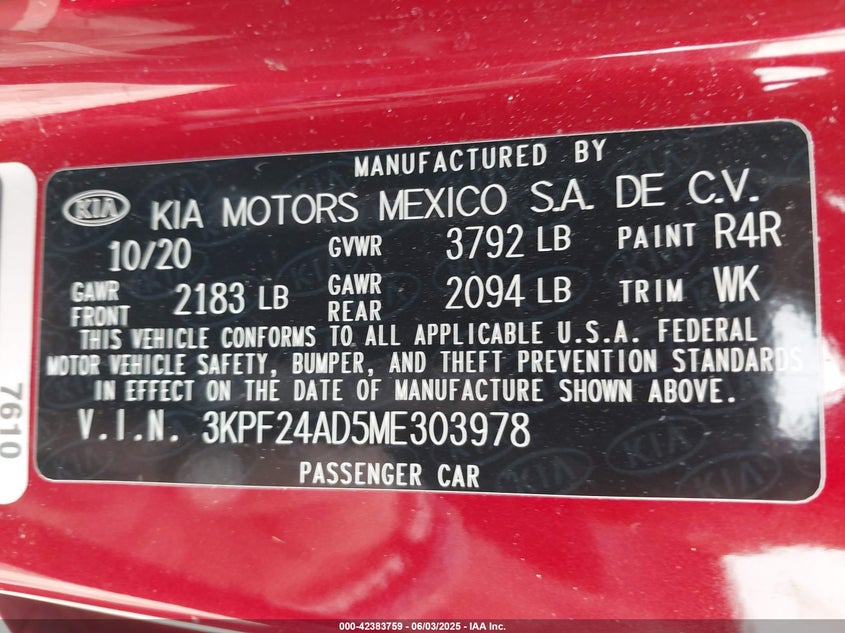 MANUFACTURED BY
KIA KIA MOTORS MEXICO S.A. DE C.V.
10/20 GVWR 3792 LB PAINT R4R
GAWR FRONT 2183 LB GAWR REAR 2094 LB TRIM WK
THIS VEHICLE CONFORMS TO ALL APPLICABLE U.S.A. FEDERAL
MOTOR VEHICLE SAFETY, BUMPER, AND THEFT PREVENTION STANDARDS
IN EFFECT ON THE DATE OF MANUFACTURE SHOWN ABOVE.
V.I.N. 3KPF24AD5ME303978
PASSENGER CAR
7610
000-42383759 - 06/03/2025 - IAA Inc.